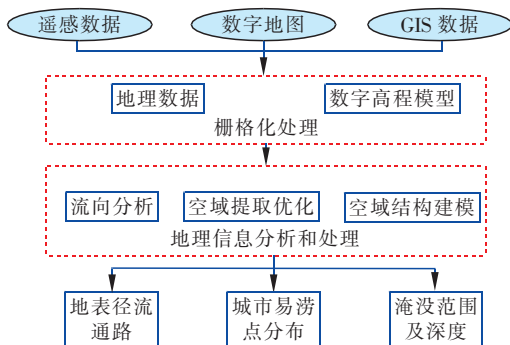 遥感数据 数字地图 GIS 数据
地理数据 数字高程模型
栅格化处理
流向分析 空域提取优化 空域结构建模
地理信息分析和处理
地表径流 城市易涝 淹没范围
通路 点分布 及深度